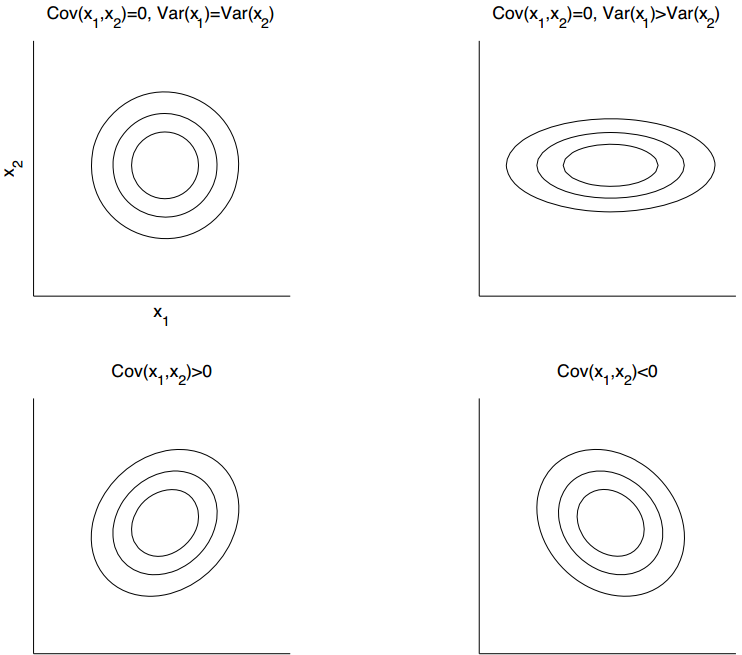 Cov(x₁,x₂)=0, Var(x₁)=Var(x₂)
Cov(x₁,x₂)=0, Var(x₁)>Var(x₂)
x₂
x₁
Cov(x₁,x₂)>0
Cov(x₁,x₂)<0